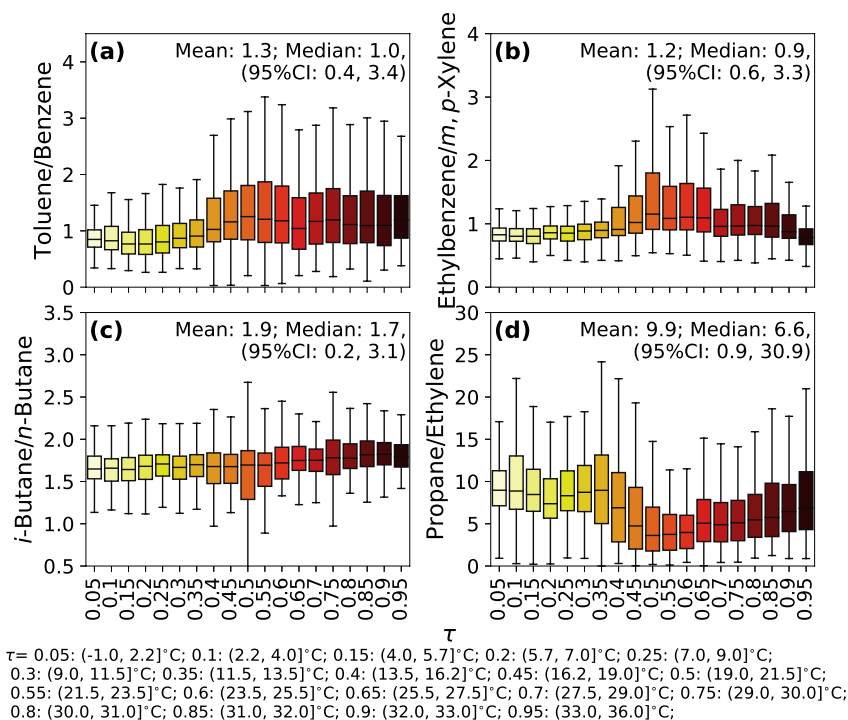 (a) Mean: 1.3; Median: 1.0,
(95%CI: 0.4, 3.4)
Toluene/Benzene
4
3
2
1
0
(b) Mean: 1.2; Median: 0.9,
(95%CI: 0.6, 3.3)
Ethylbenzene/m, p-Xylene
4
3
2
1
0
(c) Mean: 1.9; Median: 1.7,
(95%CI: 0.2, 3.1)
i-Butane/n-Butane
3.5
3.0
2.5
2.0
1.5
1.0
0.5
0.05 0.1 0.15 0.2 0.25 0.3 0.35 0.4 0.45 0.5 0.55 0.6 0.65 0.7 0.75 0.8 0.85 0.9 0.95
(d) Mean: 9.9; Median: 6.6,
(95%CI: 0.9, 30.9)
Propane/Ethylene
30
25
20
15
10
5
0
0.05 0.1 0.15 0.2 0.25 0.3 0.35 0.4 0.45 0.5 0.55 0.6 0.65 0.7 0.75 0.8 0.85 0.9 0.95
τ
τ= 0.05: (-1.0, 2.2]°C; 0.1: (2.2, 4.0]°C; 0.15: (4.0, 5.7]°C; 0.2: (5.7, 7.0]°C; 0.25: (7.0, 9.0]°C;
0.3: (9.0, 11.5]°C; 0.35: (11.5, 13.5]°C; 0.4: (13.5, 16.2]°C; 0.45: (16.2, 19.0]°C; 0.5: (19.0, 21.5]°C;
0.55: (21.5, 23.5]°C; 0.6: (23.5, 25.5]°C; 0.65: (25.5, 27.5]°C; 0.7: (27.5, 29.0]°C; 0.75: (29.0, 30.0]°C;
0.8: (30.0, 31.0]°C; 0.85: (31.0, 32.0]°C; 0.9: (32.0, 33.0]°C; 0.95: (33.0, 36.0]°C;